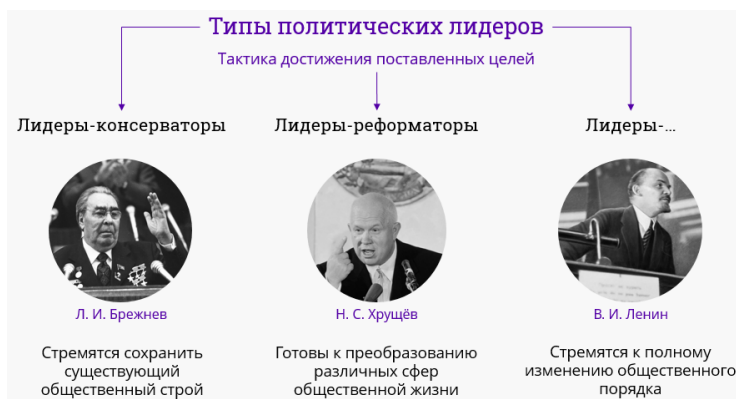 Типы политических лидеров
Тактика достижения поставленных целей
Лидеры-консерваторы
Лидеры-реформаторы
Лидеры-...
Л. И. Брежнев
Н. С. Хрущёв
В. И. Ленин
Стремятся сохранить
существующий
общественный строй
Готовы к преобразованию
различных сфер
общественной жизни
Стремятся к полному
изменению общественного
порядка